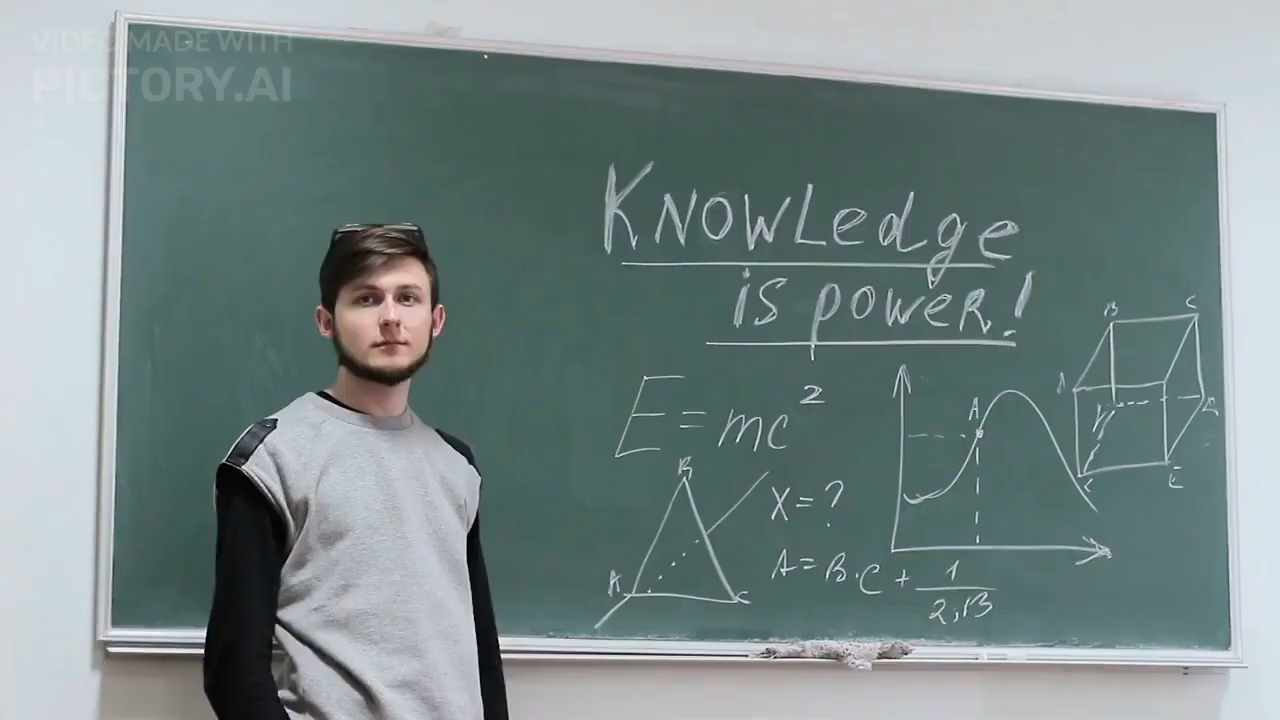 VIDEO MADE WITH
PICTORY.AI
Knowledge
is power!
E=mc²
B
A
C
X=?
A=B·C+1/2,13
A
B
C
E